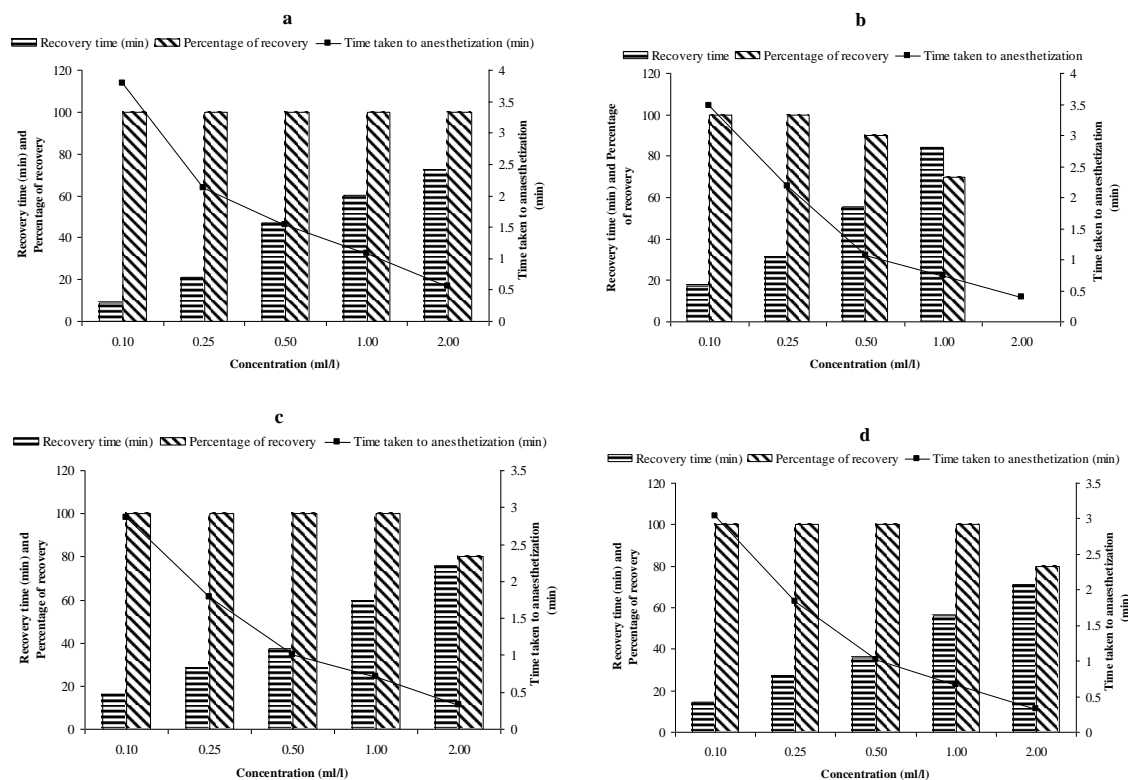 a
Recovery time (min) Percentage of recovery Time taken to anesthetization (min)
Recovery time (min) and
Percentage of recovery
120
100
80
60
40
20
0
4
3.5
3
2.5
2
1.5
1
0.5
0
Time taken to anaesthetization
(min)
0.10 0.25 0.50 1.00 2.00
Concentration (ml/l)
b
Recovery time Percentage of recovery Time taken to anesthetization
Recovery time (min) and Percentage
of recovery
120
100
80
60
40
20
0
4
3.5
3
2.5
2
1.5
1
0.5
0
Time taken to anaesthetization
(min)
0.10 0.25 0.50 1.00 2.00
Concentration (ml/l)
c
Recovery time (min) Percentage of recovery Time taken to anesthetization (min)
Recovery time (min) and
Percentage of recovery
120
100
80
60
40
20
0
3.5
3
2.5
2
1.5
1
0.5
0
Time taken to anaesthetization
(min)
0.10 0.25 0.50 1.00 2.00
Concentration (ml/l)
d
Recovery time (min) Percentage of recovery Time taken to anesthetization (min)
Recovery time (min) and
Percentage of recovery
120
100
80
60
40
20
0
3.5
3
2.5
2
1.5
1
0.5
0
Time taken to anaesthetization
(min)
0.10 0.25 0.50 1.00 2.00
Concentration (ml/l)